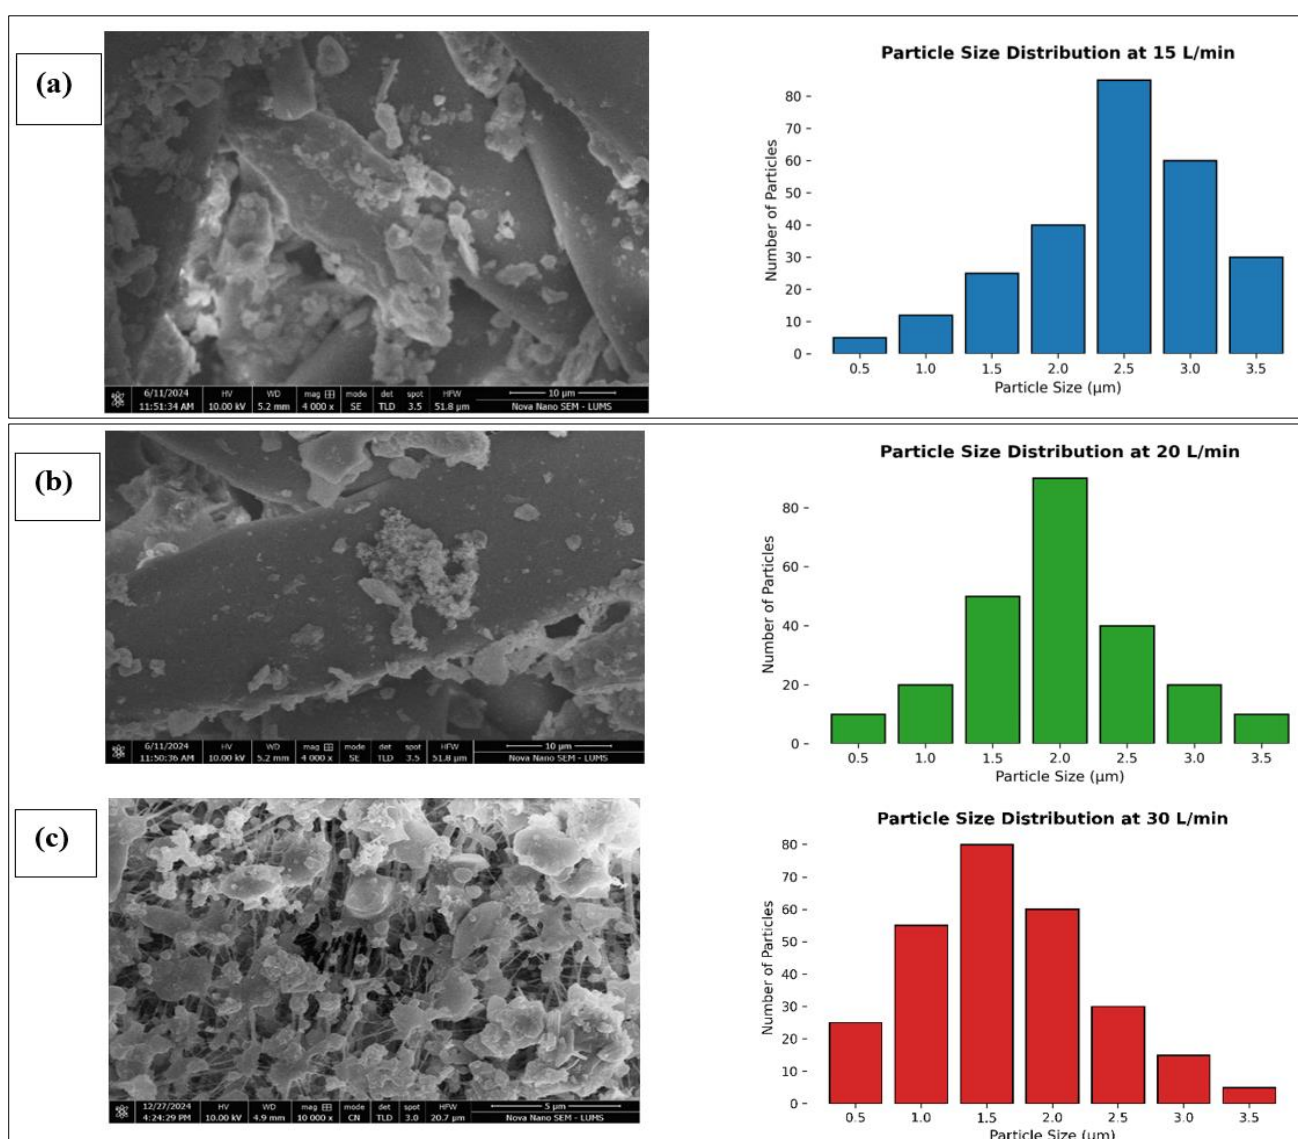 (a)
6/11/2024 HV WD mag mode det spot HFW 10 µm
11:51:34 AM 10.00 kV 5.2 mm 4 000 x SE TLD 3.5 51.8 µm Nova Nano SEM - LUMS
Particle Size Distribution at 15 L/min
Number of Particles
80
70
60
50
40
30
20
10
0
0.5 1.0 1.5 2.0 2.5 3.0 3.5
Particle Size (µm)
(b)
6/11/2024 HV WD mag mode det spot HFW 10 µm
11:50:36 AM 10.00 kV 5.2 mm 4 000 x SE TLD 3.5 51.8 µm Nova Nano SEM - LUMS
Particle Size Distribution at 20 L/min
Number of Particles
80
60
40
20
0
0.5 1.0 1.5 2.0 2.5 3.0 3.5
Particle Size (µm)
(c)
12/27/2024 HV WD mag mode det spot HFW 5 µm
4:24:29 PM 10.00 kV 4.9 mm 10 000 x CN TLD 3.0 20.7 µm Nova Nano SEM - LUMS
Particle Size Distribution at 30 L/min
Number of Particles
80
70
60
50
40
30
20
10
0
0.5 1.0 1.5 2.0 2.5 3.0 3.5
Particle Size (µm)